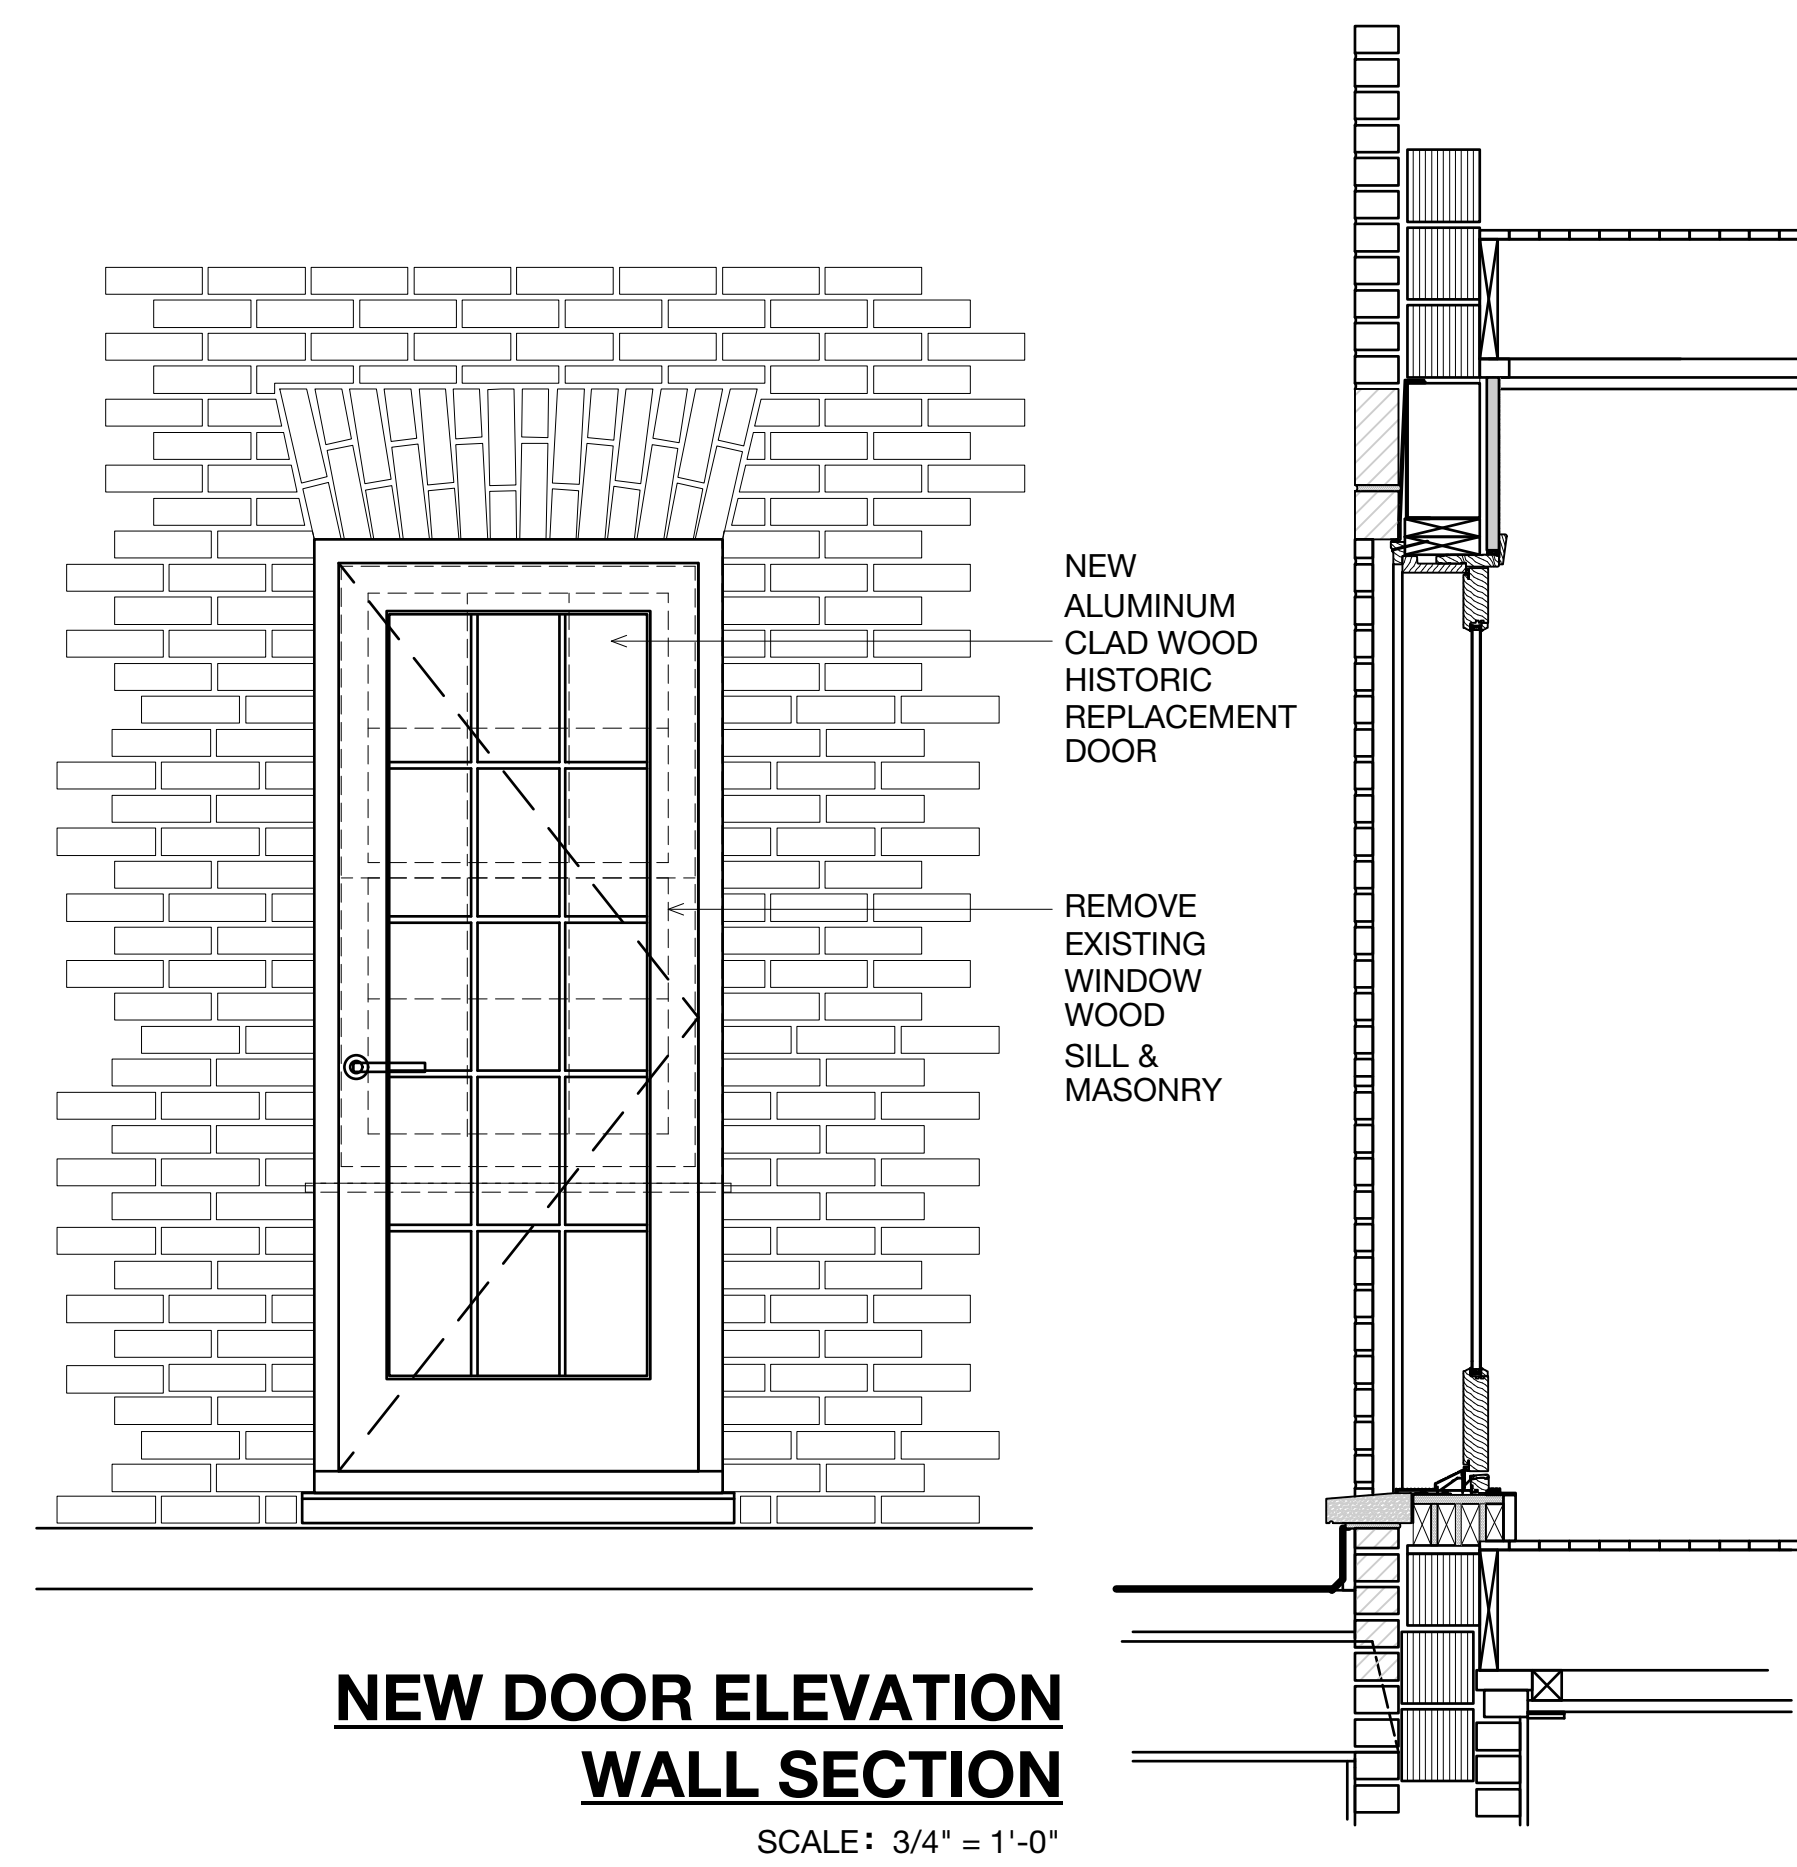 NEW
ALUMINUM
CLAD WOOD
HISTORIC
REPLACEMENT
DOOR
REMOVE
EXISTING
WINDOW
WOOD
SILL &
MASONRY
NEW DOOR ELEVATION
WALL SECTION
SCALE: 3/4" = 1'-0"